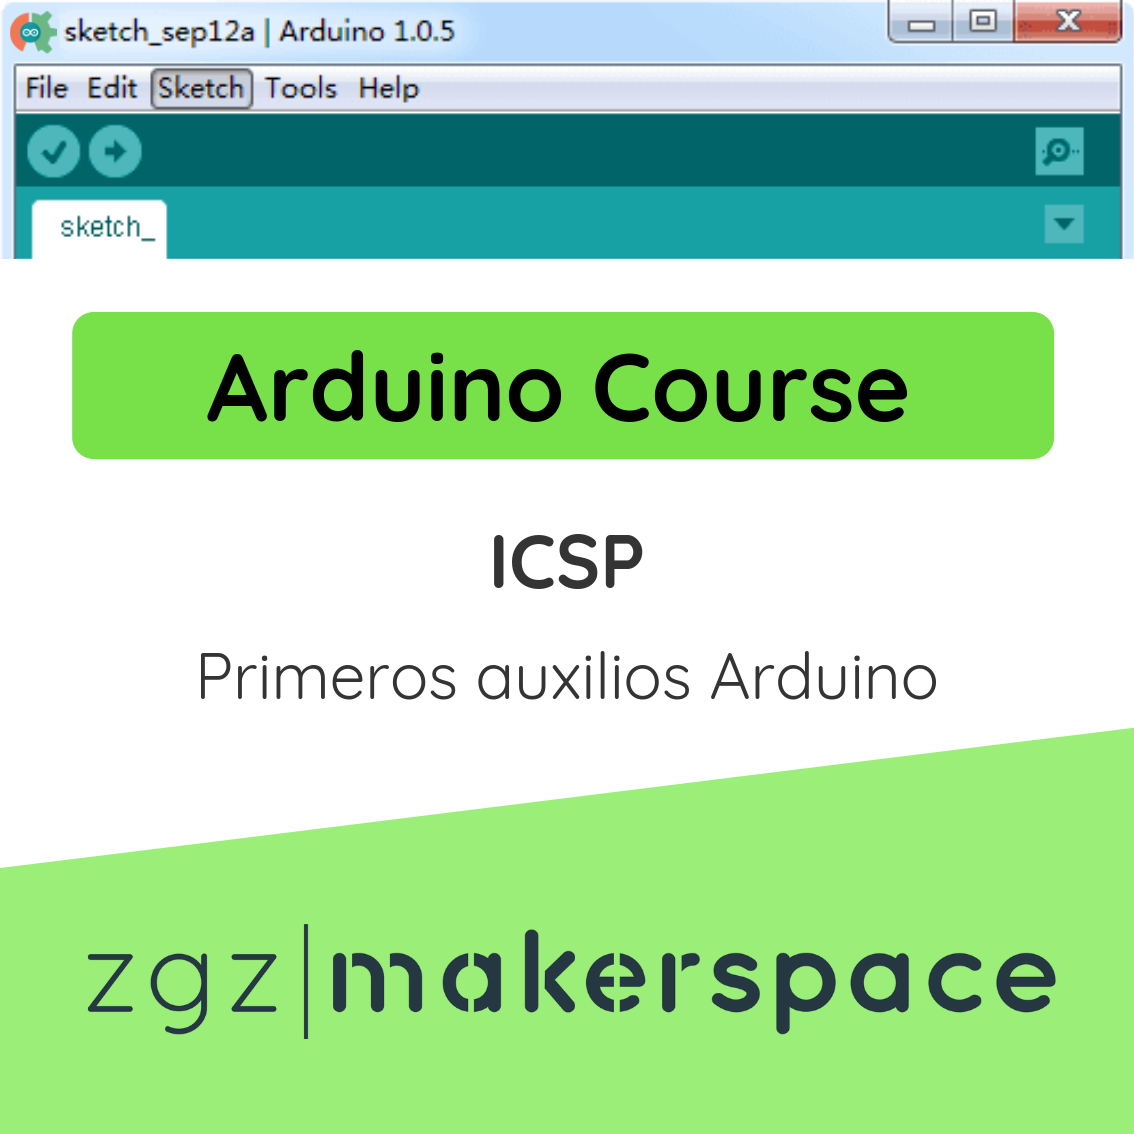 sketch_sep12a | Arduino 1.0.5
File Edit Sketch Tools Help
sketch_
Arduino Course
ICSP
Primeros auxilios Arduino
zgz|makerspace